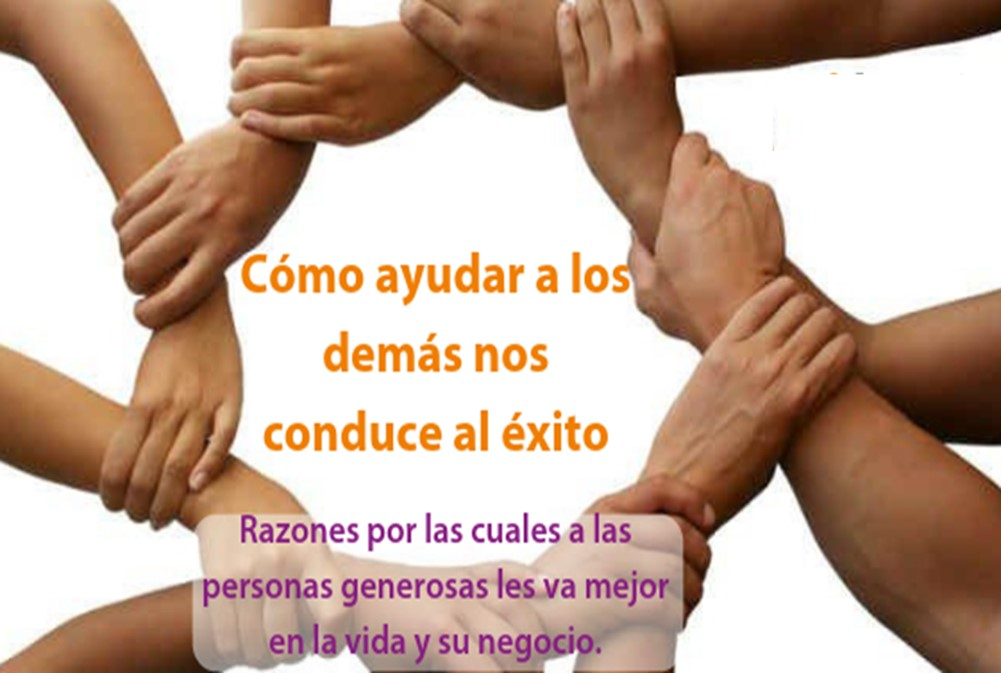 Cómo ayudar a los
demás nos
conduce al éxito
Razones por las cuales a las
personas generosas les va mejor
en la vida y su negocio.